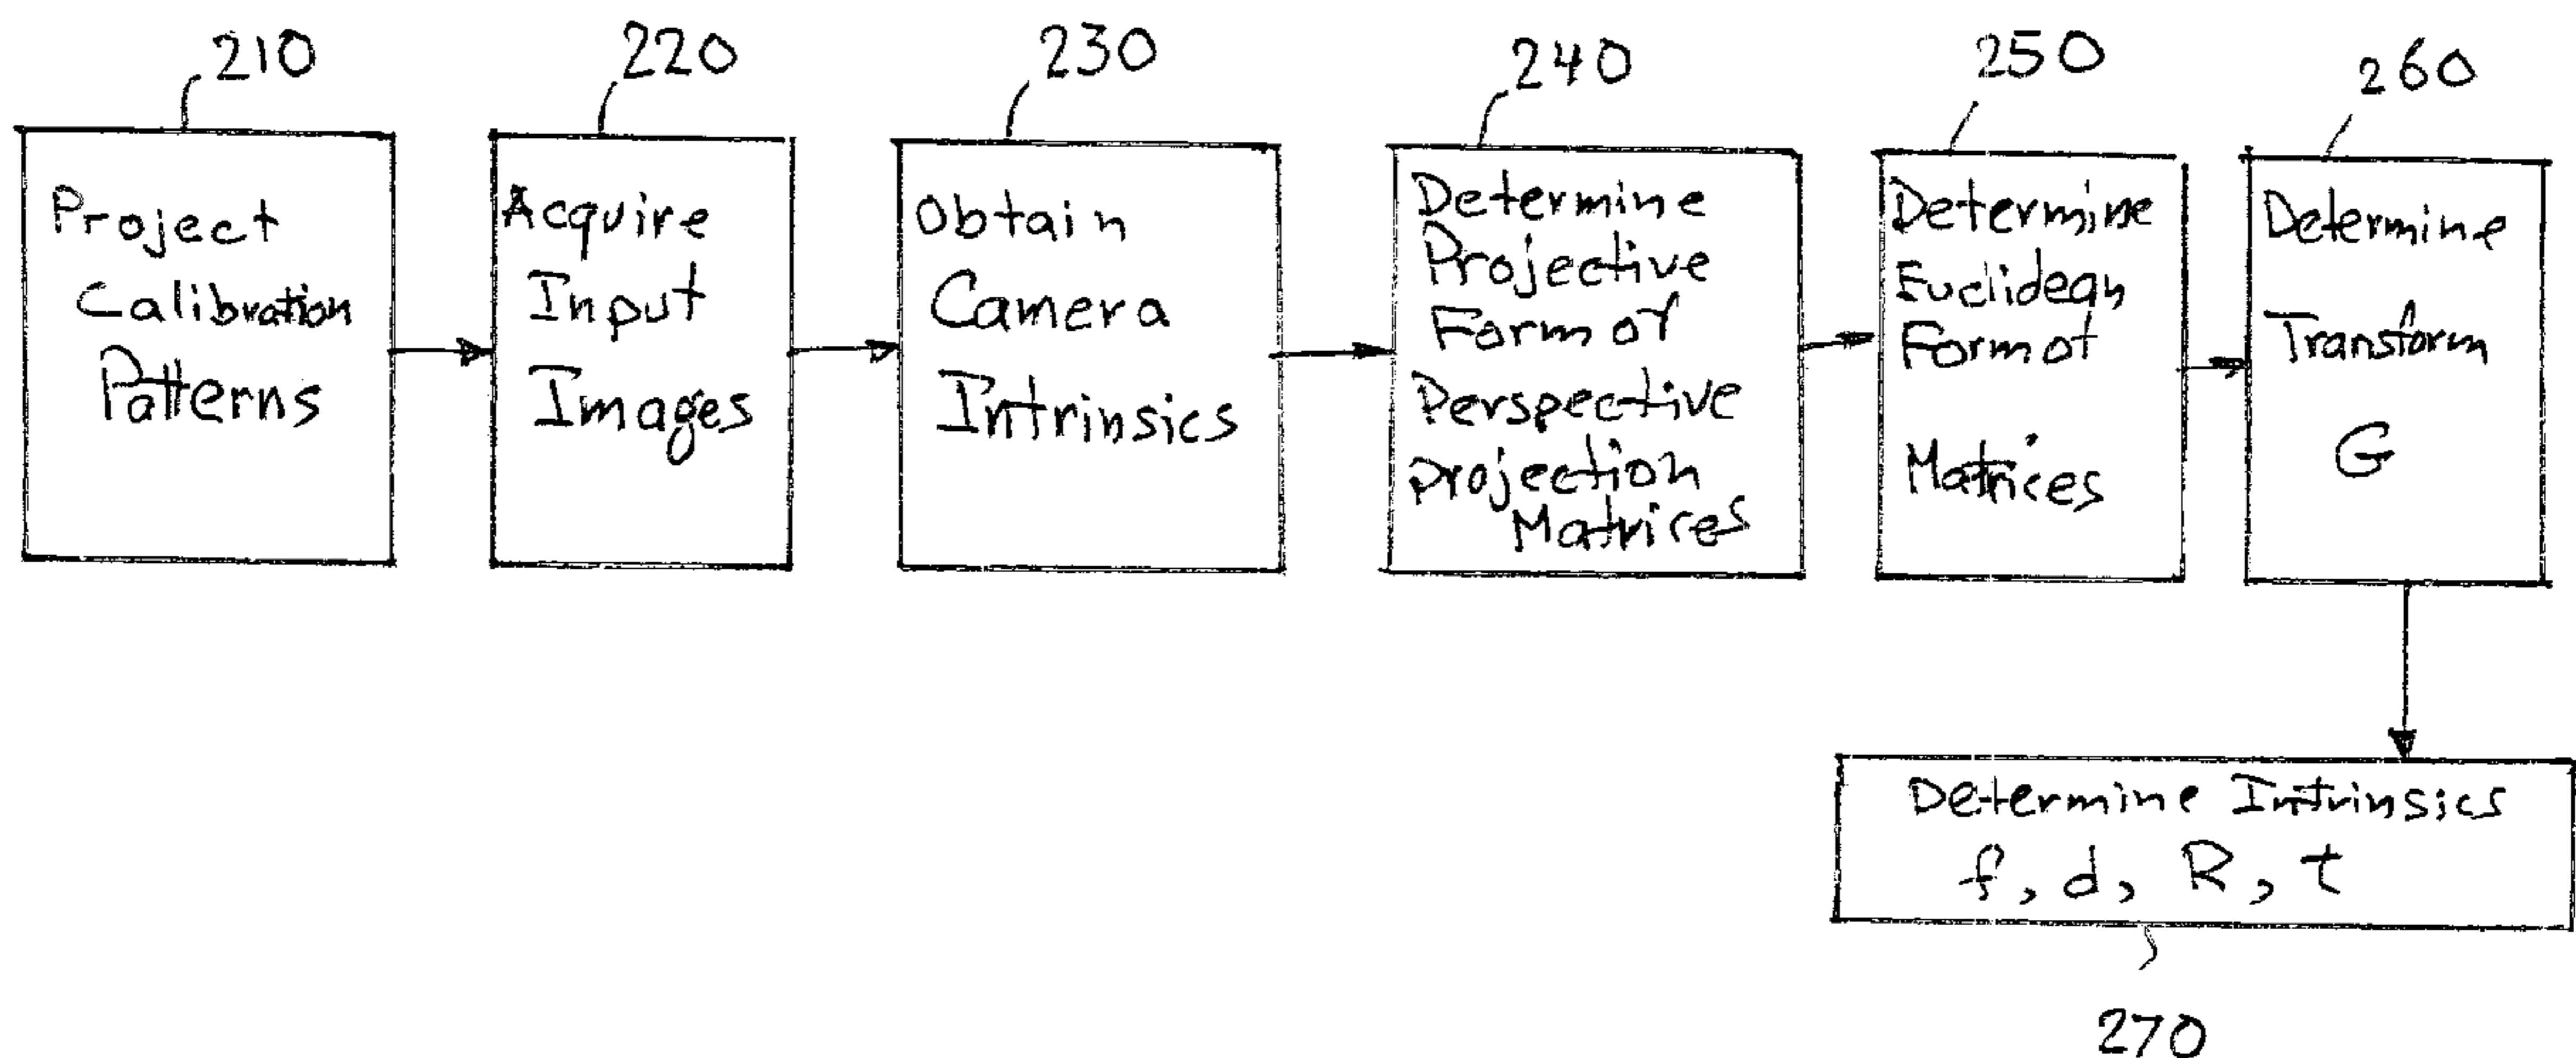 210
220
230
240
250
260
Project
Calibration
Patterns
Acquire
Input
Images
Obtain
Camera
Intrinsics
Determine
Projective
Form of
Perspective
projection
Matrices
Determine
Euclidean
Form of
Matrices
Determine
Transform
G
Determine Intrinsics
f, d, R, t
270